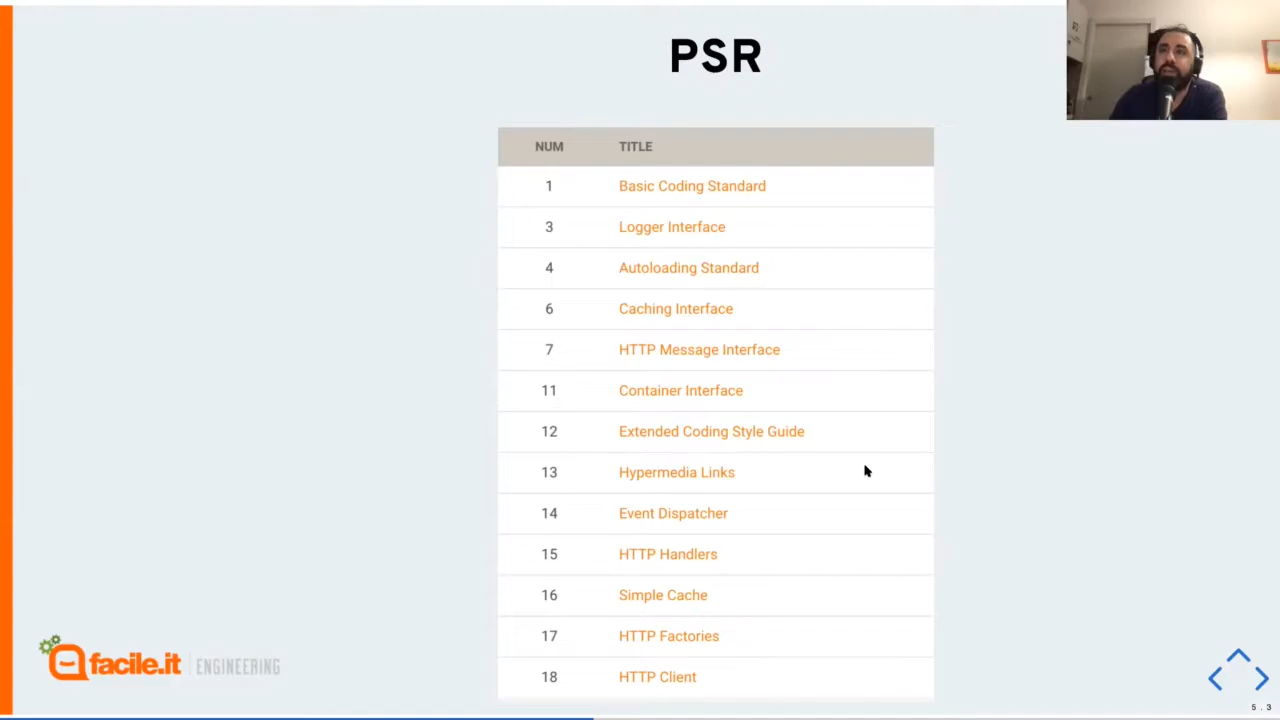 PSR
NUM TITLE
1 Basic Coding Standard
3 Logger Interface
4 Autoloading Standard
6 Caching Interface
7 HTTP Message Interface
11 Container Interface
12 Extended Coding Style Guide
13 Hypermedia Links
14 Event Dispatcher
15 HTTP Handlers
16 Simple Cache
17 HTTP Factories
18 HTTP Client
facile.it ENGINEERING
5 . 3